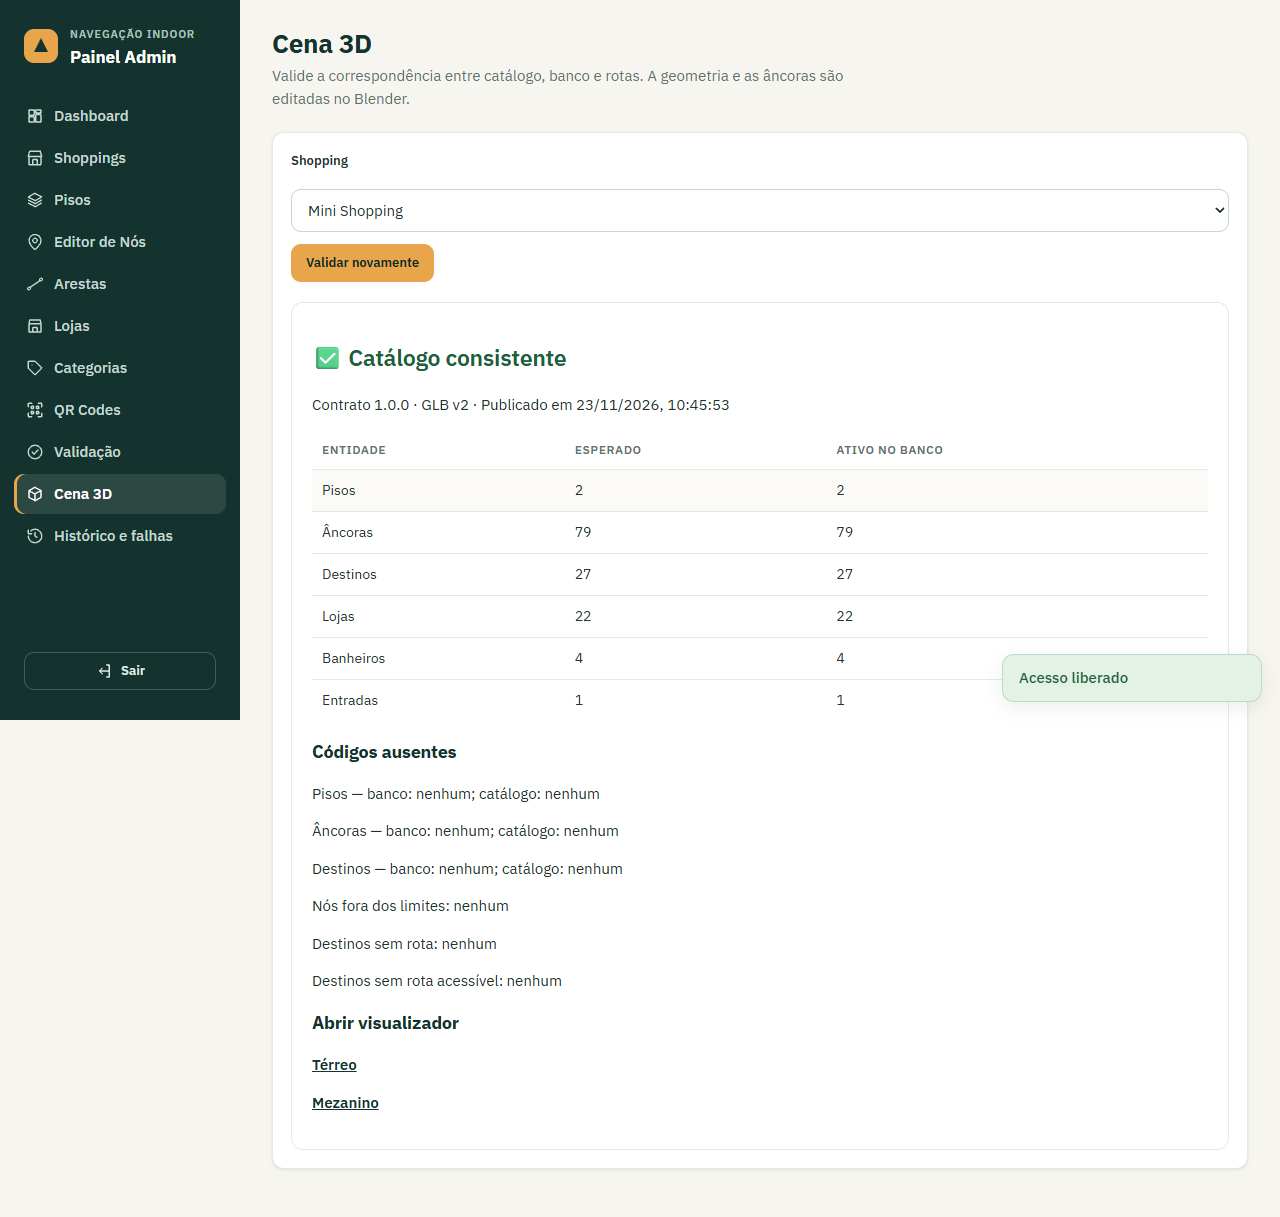 NAVEGAÇÃO INDOOR
Painel Admin
Dashboard
Shoppings
Pisos
Editor de Nós
Arestas
Lojas
Categorias
QR Codes
Validação
Cena 3D
Histórico e falhas
Sair
Cena 3D
Valide a correspondência entre catálogo, banco e rotas. A geometria e as âncoras são
editadas no Blender.
Shopping
Mini Shopping
Validar novamente
✅ Catálogo consistente
Contrato 1.0.0 · GLB v2 · Publicado em 23/11/2026, 10:45:53
ENTIDADE ESPERADO ATIVO NO BANCO
Pisos 2 2
Âncoras 79 79
Destinos 27 27
Lojas 22 22
Banheiros 4 4
Entradas 1 1
Acesso liberado
Códigos ausentes
Pisos — banco: nenhum; catálogo: nenhum
Âncoras — banco: nenhum; catálogo: nenhum
Destinos — banco: nenhum; catálogo: nenhum
Nós fora dos limites: nenhum
Destinos sem rota: nenhum
Destinos sem rota acessível: nenhum
Abrir visualizador
Térreo
Mezanino